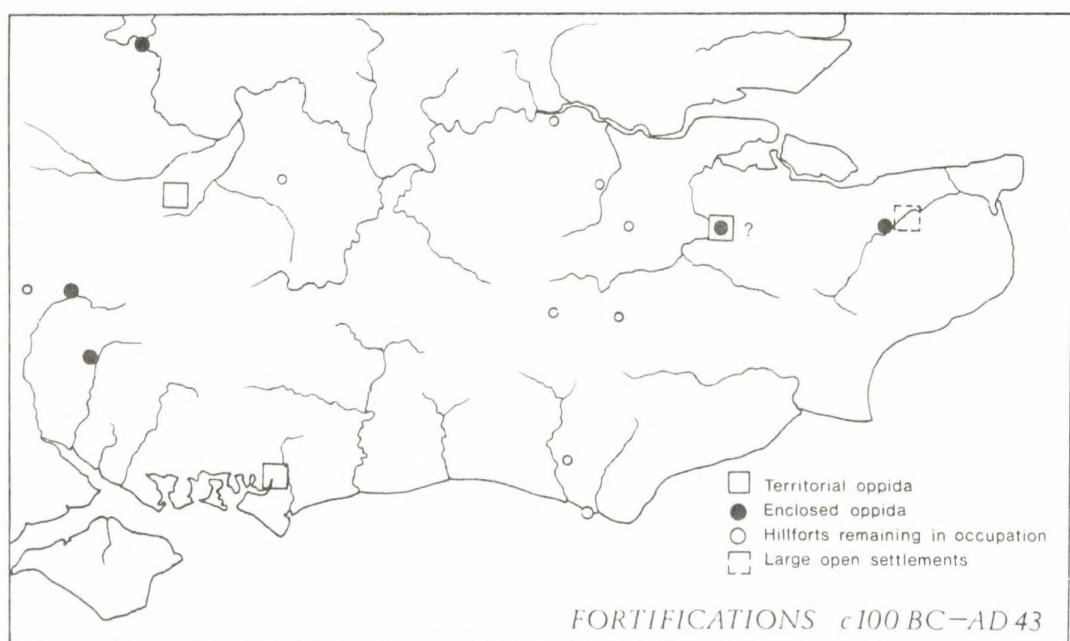 ?
Territorial oppida
Enclosed oppida
Hillforts remaining in occupation
Large open settlements
FORTIFICATIONS c100 BC—AD 43